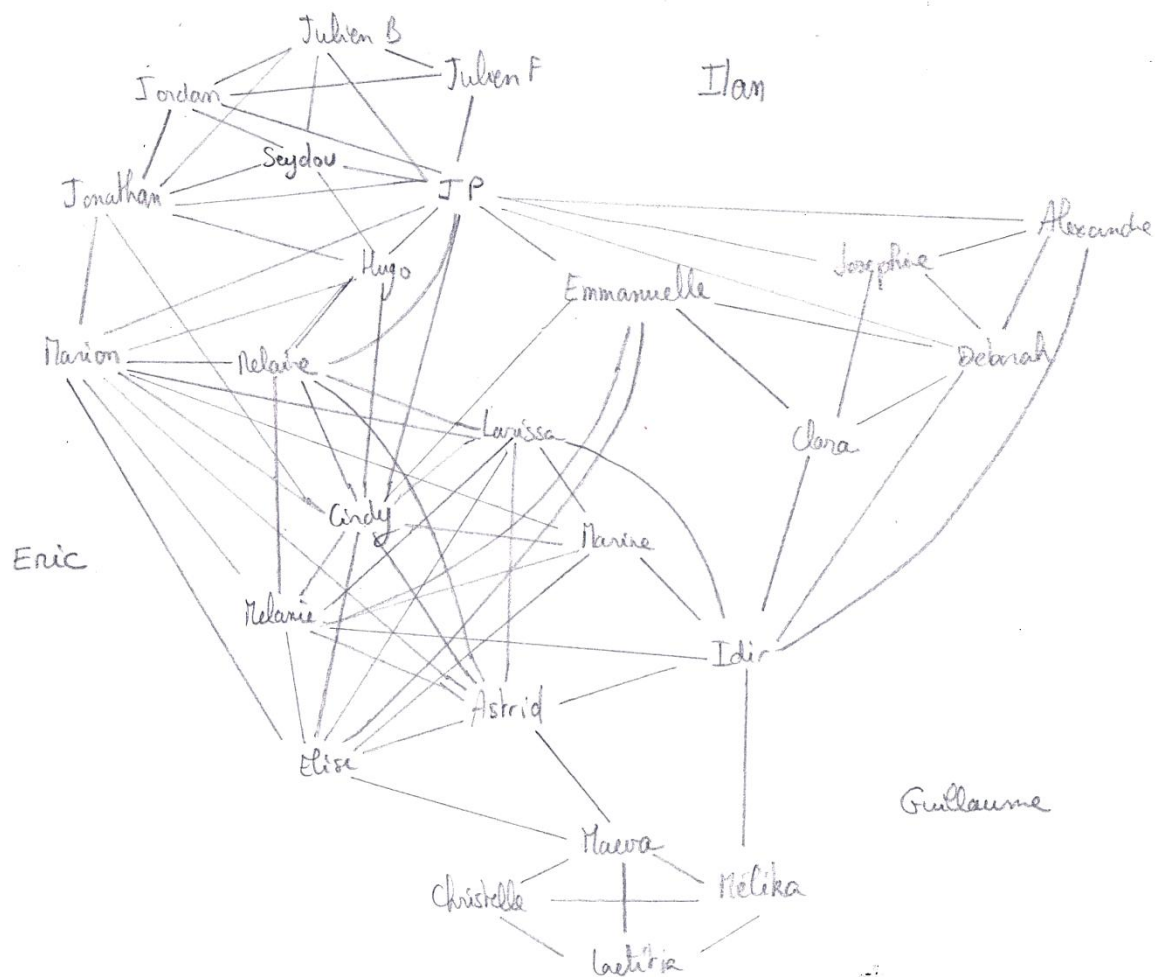 Julien B
Julien F
Ilan
Jordan
Seydou
Jonathan
JP
Alexandre
Josephine
Hugo
Emmanuelle
Marion
Melaine
Deborah
Larissa
Clara
Cindy
Marine
Eric
Melanie
Idir
Astrid
Elise
Guillaume
Maeva
Mélika
Christelle
Laetitia